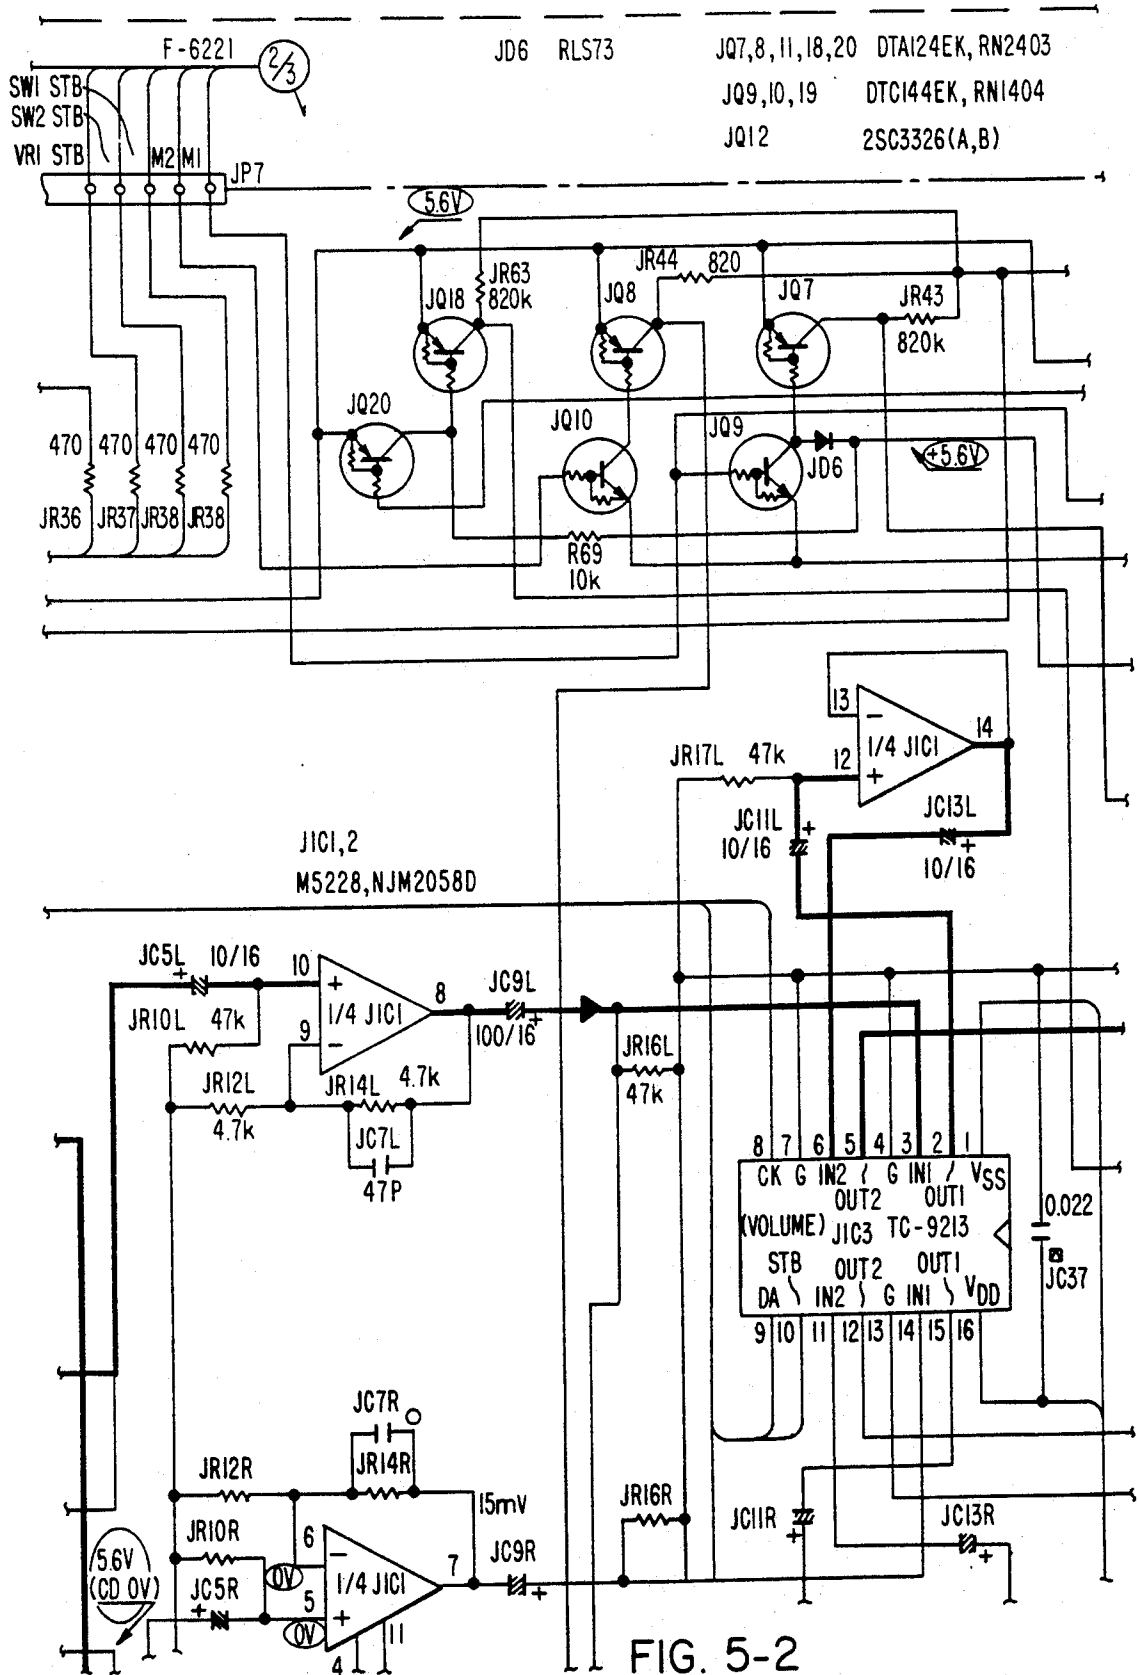 F-6221 2/3 JD6 RLS73 JQ7,8,11,18,20 DTA124EK, RN2403
SW1 STB
JQ9,10,19 DTC144EK, RN1404
SW2 STB
JQ12 2SC3326(A,B)
VR1 STB M2 M1 JP7
5.6V
JR63
820k
JR44 820
JQ18 JQ8 JQ7 JR43
820k
JQ20 JQ10 JQ9
470 470 470 470
JD6 +5.6V
JR36 JR37 JR38 JR38
R69
10k
13 −
14
1/4 J1C1
12 +
JR17L 47k
JC11L +
10/16
JC13L
+
10/16
J1C1,2
M5228,NJM2058D
JC5L + 10/16 10 +
8 JC9L
JR10L 47k 1/4 J1C1
9 −
100/16 +
JR12L JR14L 4.7k
4.7k
JC7L
47P
JR16L
47k
8 7 6 5 4 3 2 1
CK G IN2 G IN1 VSS
OUT2 OUT1
(VOLUME) J1C3 TC-9213
STB OUT2 OUT1
DA IN2 G IN1 VDD
9 10 11 12 13 14 15 16
0.022
JC37
JC7R
JR14R
JR12R
15mV
JR16R
JC11R +
JC13R
+
JR10R
6 −
7 JC9R
+
0V
1/4 J1C1
5.6V
(CD 0V)
JC5R
+
5 +
0V
4 11
FIG. 5-2